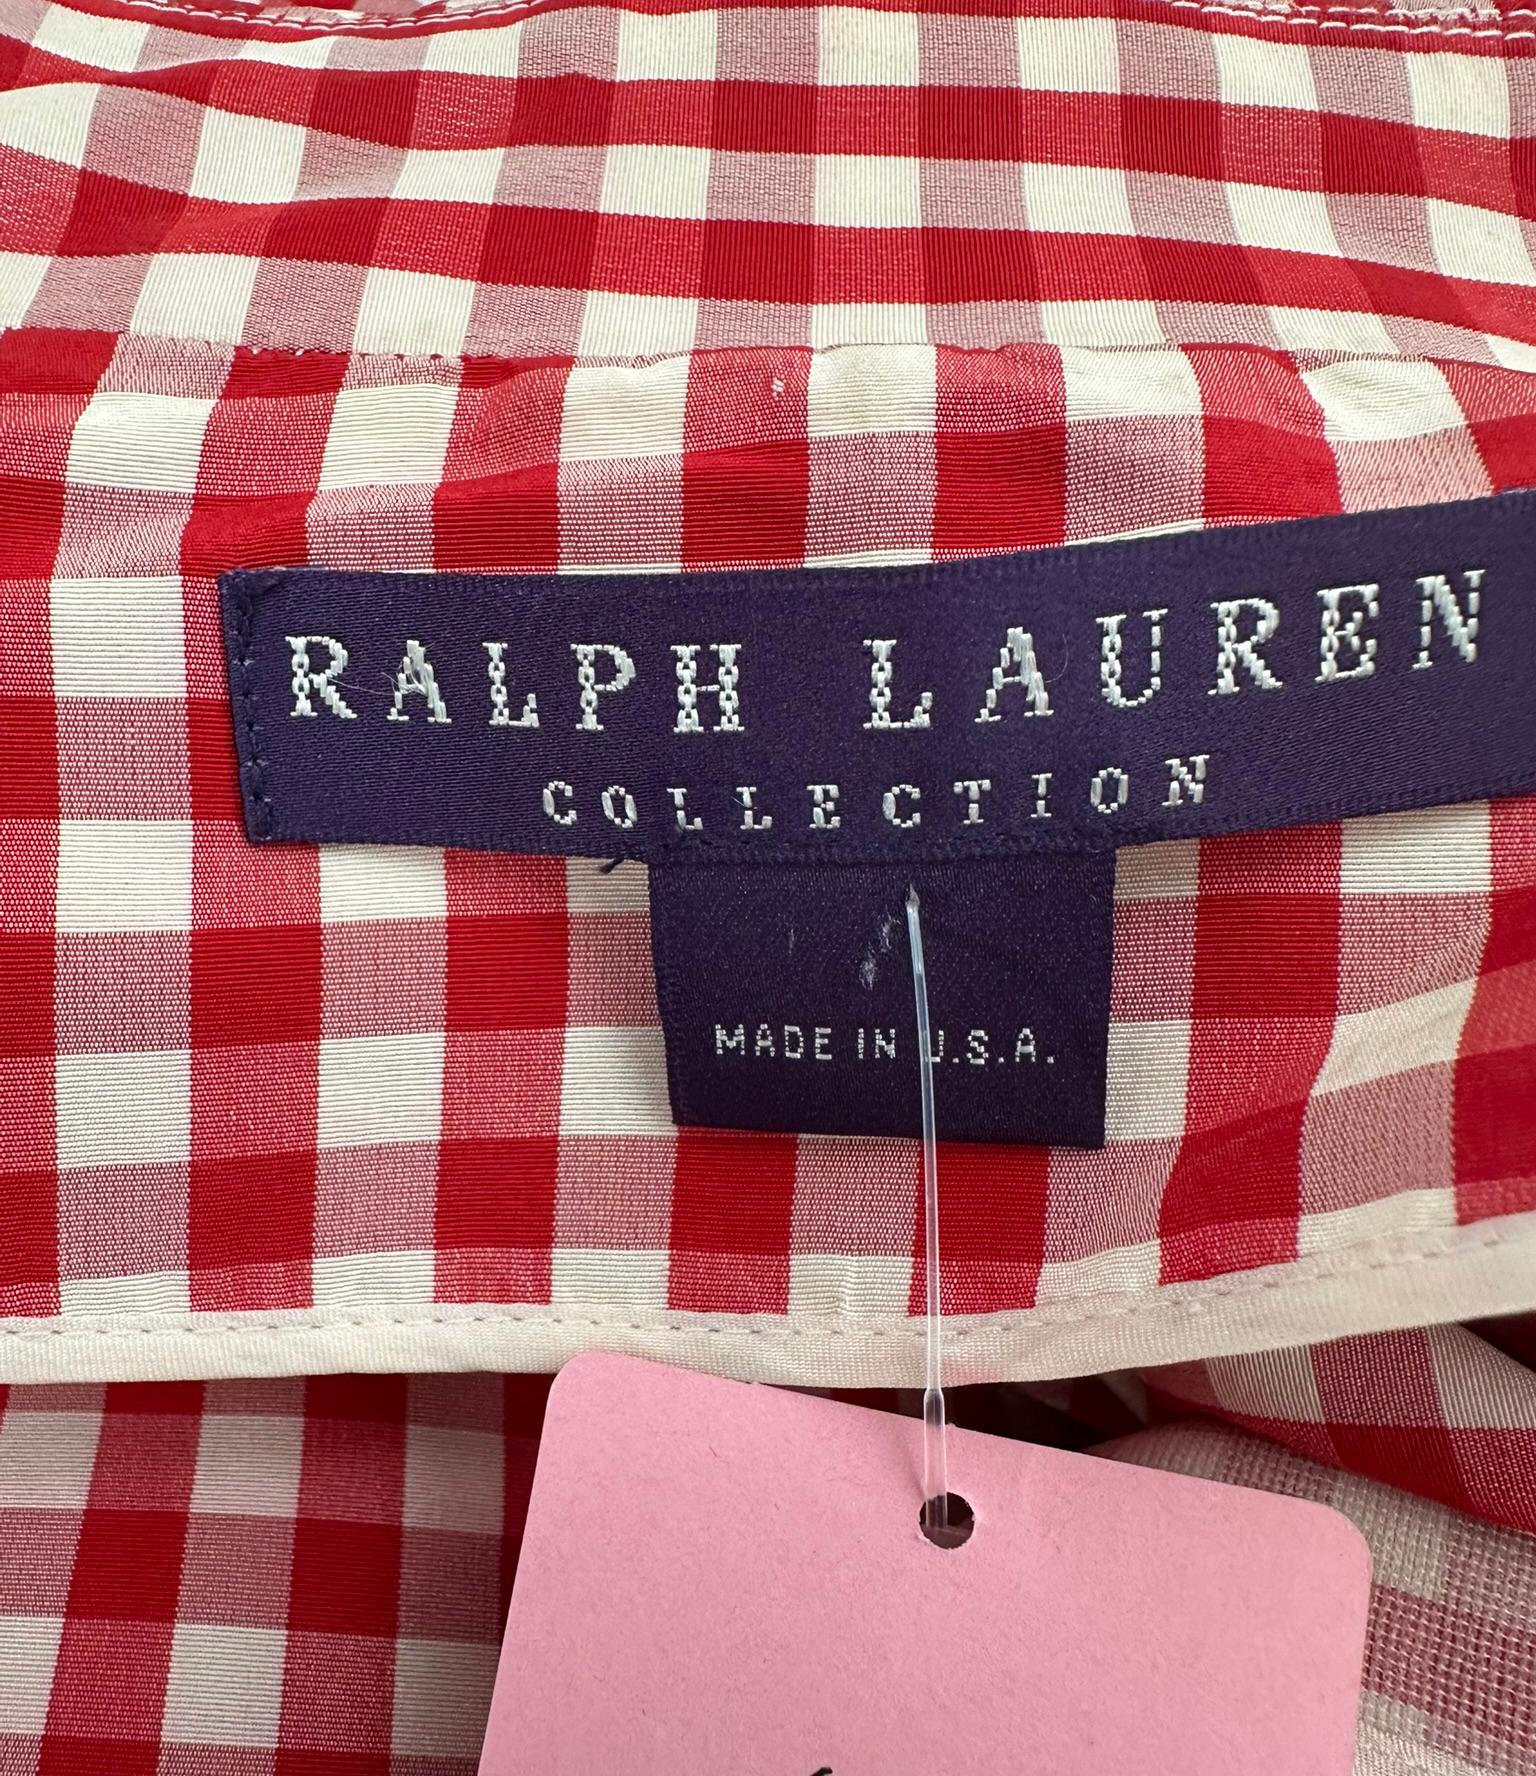 RALPH LAUREN
COLLECTION
MADE IN U.S.A.